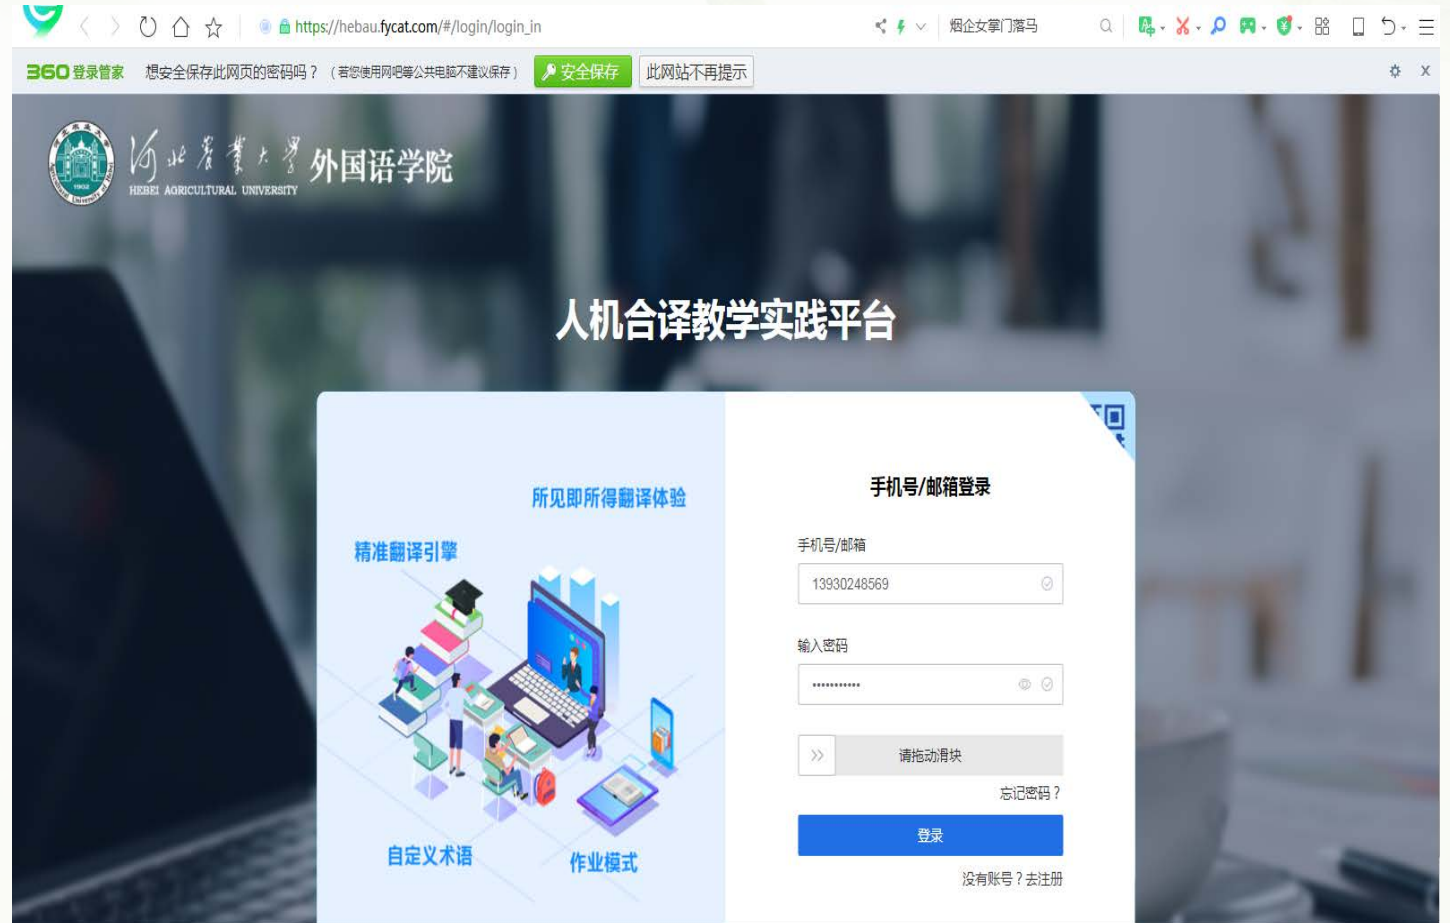 https://hebau.fycat.com/#/login/login_in
烟企女掌门落马
360登录管家 想安全保存此网页的密码吗？（若您使用网吧等公共电脑不建议保存） 安全保存 此网站不再提示 x
河北农业大学 外国语学院
HEBEI AGRICULTURAL UNIVERSITY
1902
人机合译教学实践平台
所见即所得翻译体验
精准翻译引擎
自定义术语
作业模式
手机号/邮箱登录
手机号/邮箱
13930248569
输入密码
•••••••••••
>> 请拖动滑块
忘记密码？
登录
没有账号？去注册